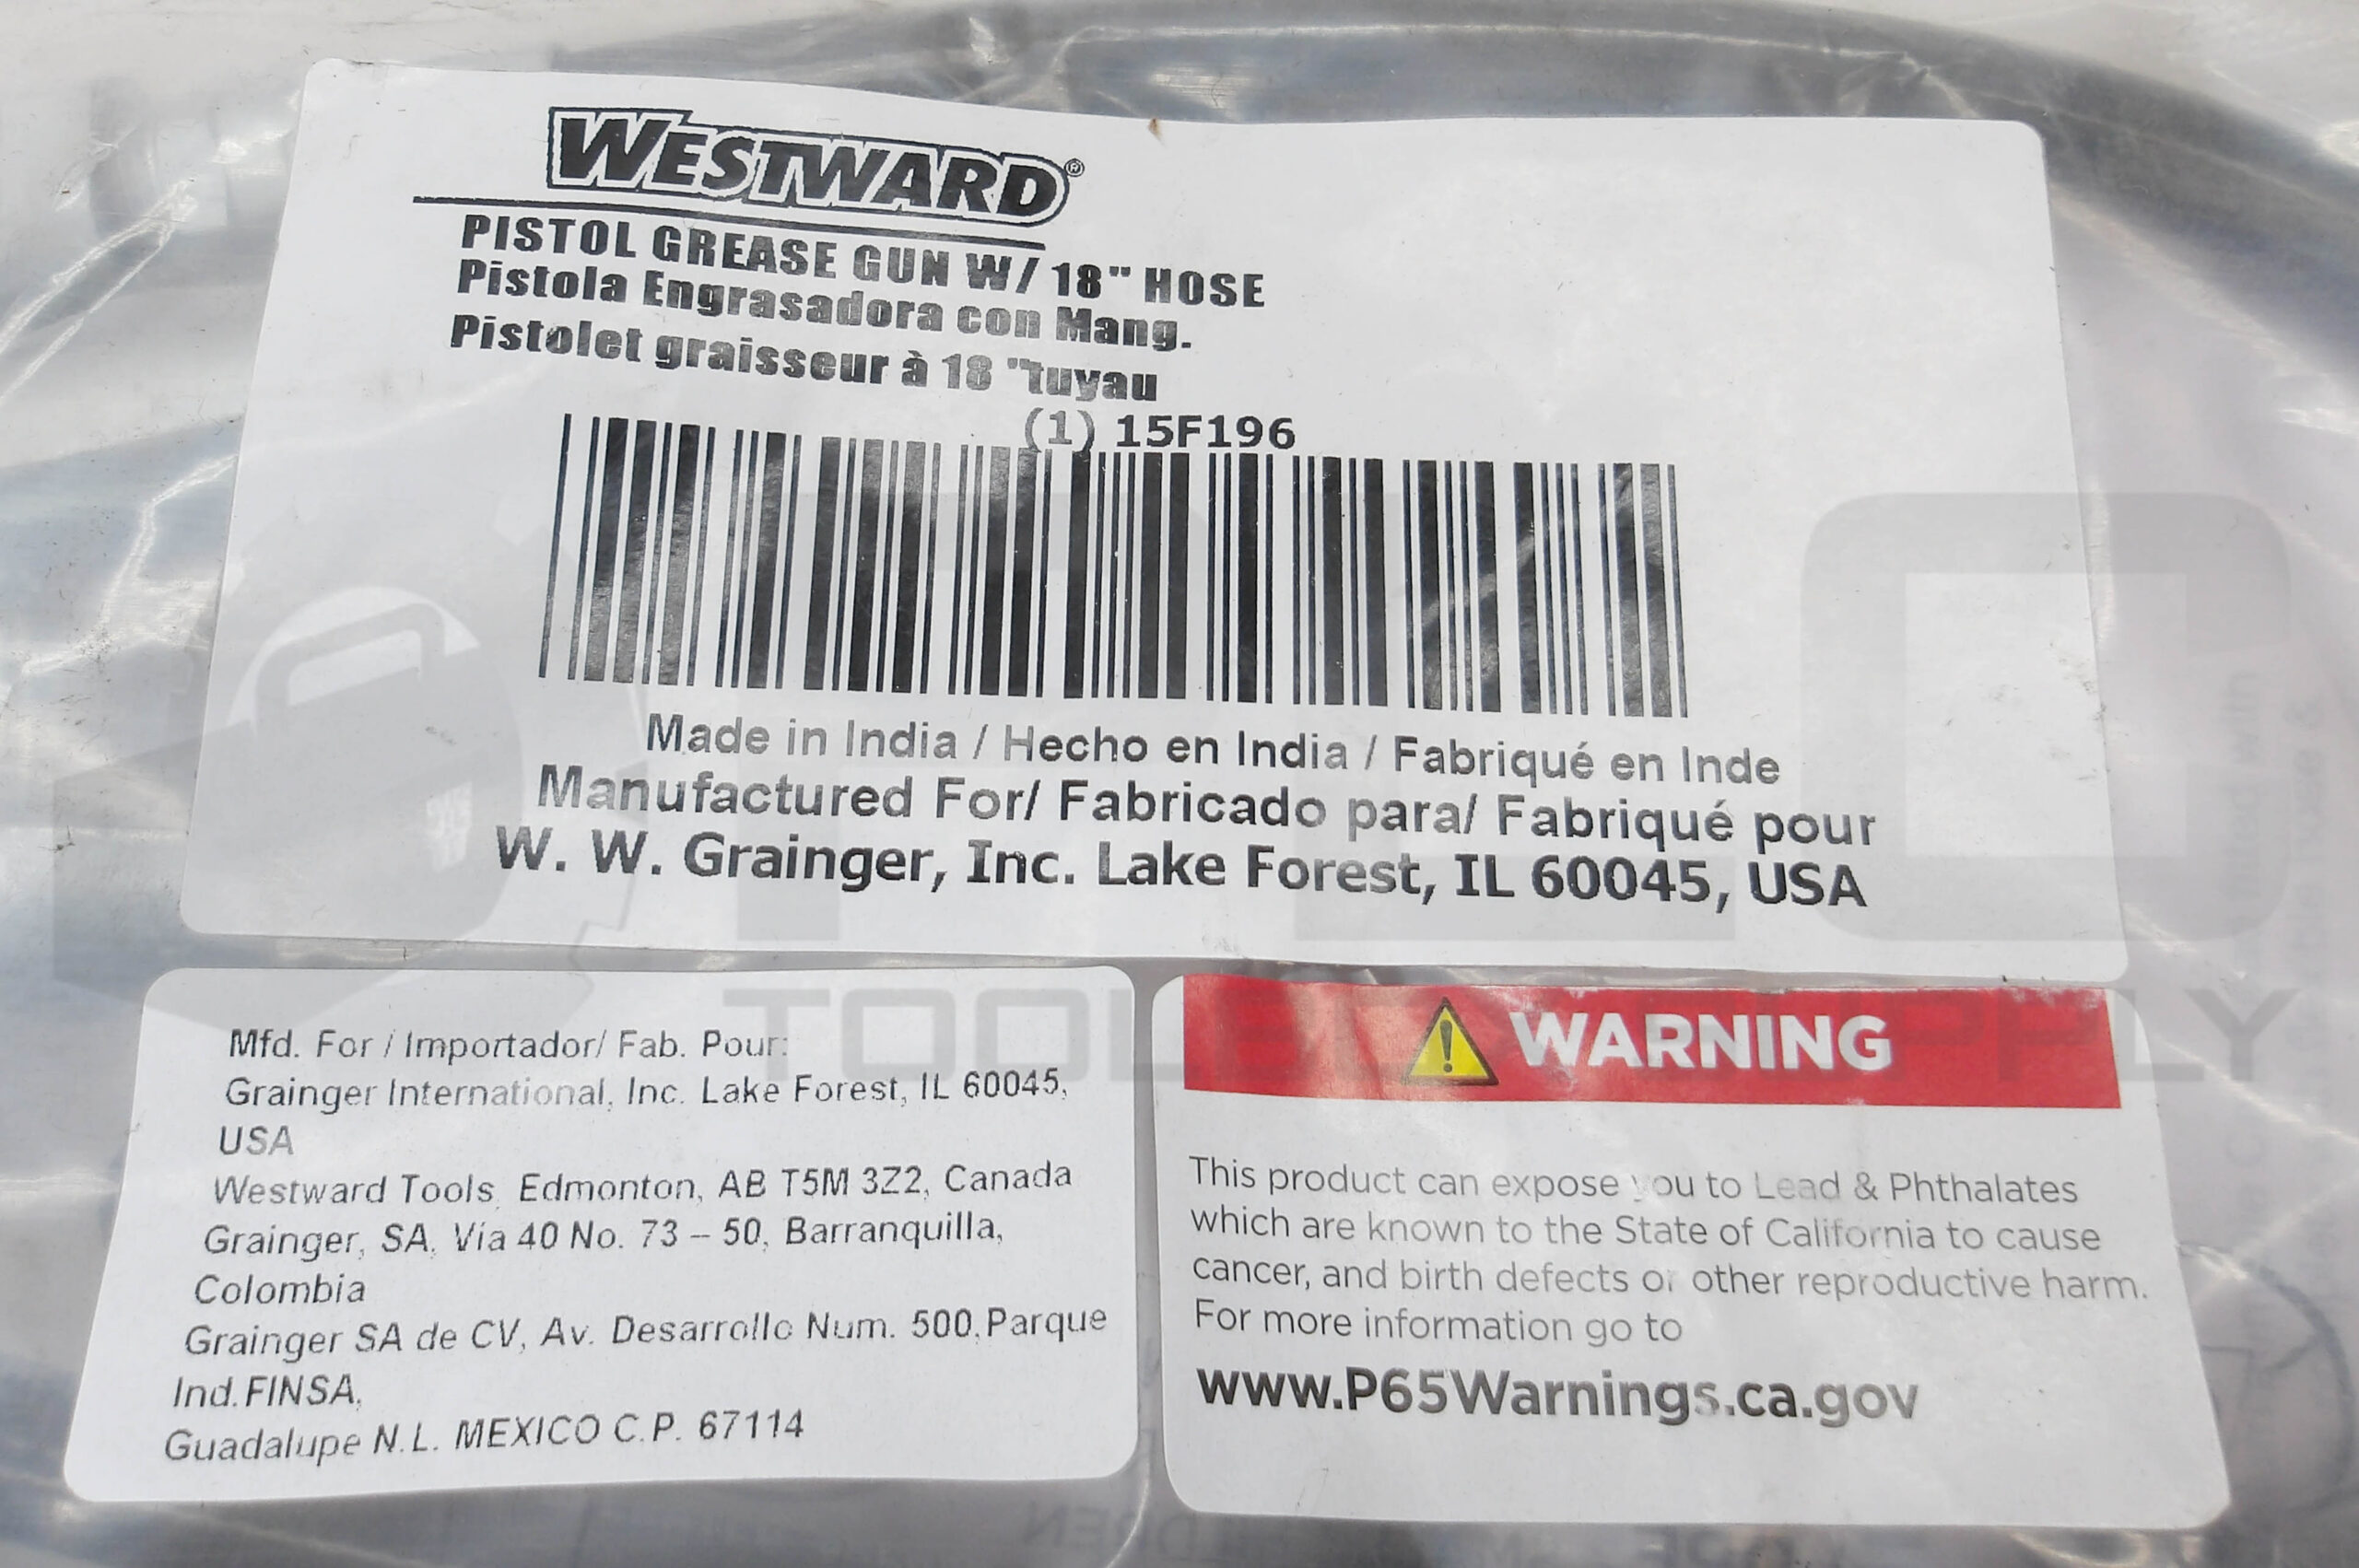 WESTWARD®
PISTOL GREASE GUN W/ 18" HOSE
Pistola Engrasadora con Mang.
Pistolet graisseur à 18 "tuyau
(1) 15F196
Made in India / Hecho en India / Fabriqué en Inde
Manufactured For/ Fabricado para/ Fabriqué pour
W. W. Grainger, Inc. Lake Forest, IL 60045, USA
Mfd. For / Importador/ Fab. Pour:
Grainger International, Inc. Lake Forest, IL 60045,
USA
Westward Tools, Edmonton, AB T5M 3Z2, Canada
Grainger, SA, Via 40 No. 73 – 50, Barranquilla,
Colombia
Grainger SA de CV, Av. Desarrollo Num. 500, Parque
Ind. FINSA,
Guadalupe N.L. MEXICO C.P. 67114
WARNING
This product can expose you to Lead & Phthalates
which are known to the State of California to cause
cancer, and birth defects or other reproductive harm.
For more information go to
www.P65Warnings.ca.gov
TOOLBOX SUPPLY